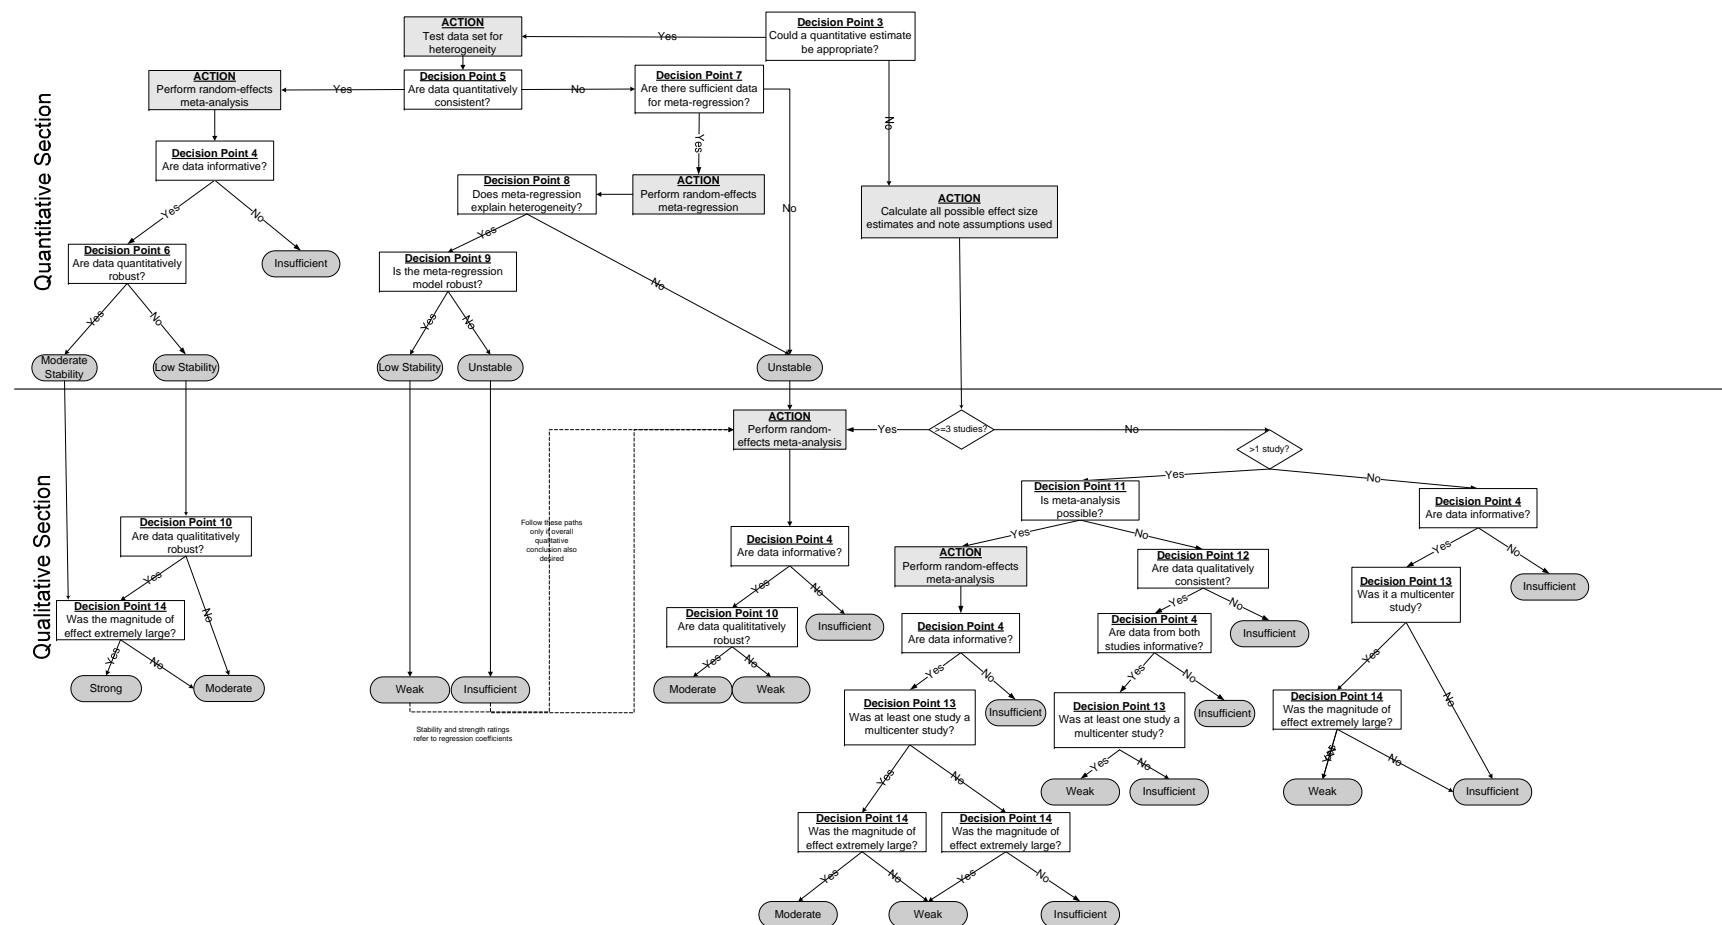 Quantitative Section
ACTION
Test data set for
heterogeneity
Yes
Decision Point 3
Could a quantitative estimate
be appropriate?
ACTION
Perform random-effects
meta-analysis
Yes
Decision Point 5
Are data quantitatively
consistent?
No
Decision Point 7
Are there sufficient data
for meta-regression?
No
Yes
Decision Point 4
Are data informative?
Decision Point 8
Does meta-regression
explain heterogeneity?
ACTION
Perform random-effects
meta-regression
No
ACTION
Calculate all possible effect size
estimates and note assumptions used
Yes
No
Yes
Decision Point 6
Are data quantitatively
robust?
Insufficient
Decision Point 9
Is the meta-regression
model robust?
No
Yes
No
Yes
No
Moderate
Stability
Low Stability
Low Stability
Unstable
Unstable
Qualitative Section
ACTION
Perform random-
effects meta-analysis
Yes
>=3 studies?
No
>1 study?
Yes
No
Decision Point 11
Is meta-analysis
possible?
Decision Point 4
Are data informative?
Decision Point 10
Are data qualititatively
robust?
Follow these paths
only if overall
qualitative
conclusion also
desired
Decision Point 4
Are data informative?
Yes
No
Yes
No
ACTION
Perform random-effects
meta-analysis
Decision Point 12
Are data qualitatively
consistent?
Decision Point 13
Was it a multicenter
study?
Insufficient
Yes
No
Yes
No
Yes
No
Decision Point 14
Was the magnitude of
effect extremely large?
Decision Point 10
Are data qualititatively
robust?
Insufficient
Decision Point 4
Are data informative?
Decision Point 4
Are data from both
studies informative?
Insufficient
Yes
No
Yes
No
Yes
No
Yes
No
Yes
No
Strong
Moderate
Weak
Insufficient
Moderate
Weak
Decision Point 13
Was at least one study a
multicenter study?
Insufficient
Decision Point 13
Was at least one study a
multicenter study?
Insufficient
Decision Point 14
Was the magnitude of
effect extremely large?
Stability and strength ratings
refer to regression coefficients
Yes
No
Yes
No
Yes
No
Weak
Insufficient
Weak
Insufficient
Decision Point 14
Was the magnitude of
effect extremely large?
Decision Point 14
Was the magnitude of
effect extremely large?
Yes
No
Yes
No
Moderate
Weak
Insufficient